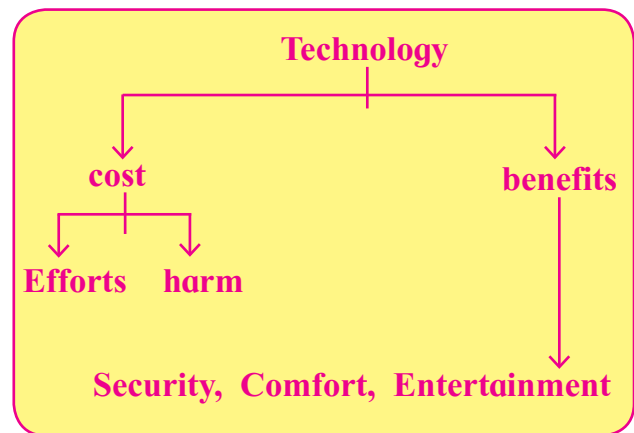 Technology
cost benefits
Efforts harm
Security, Comfort, Entertainment